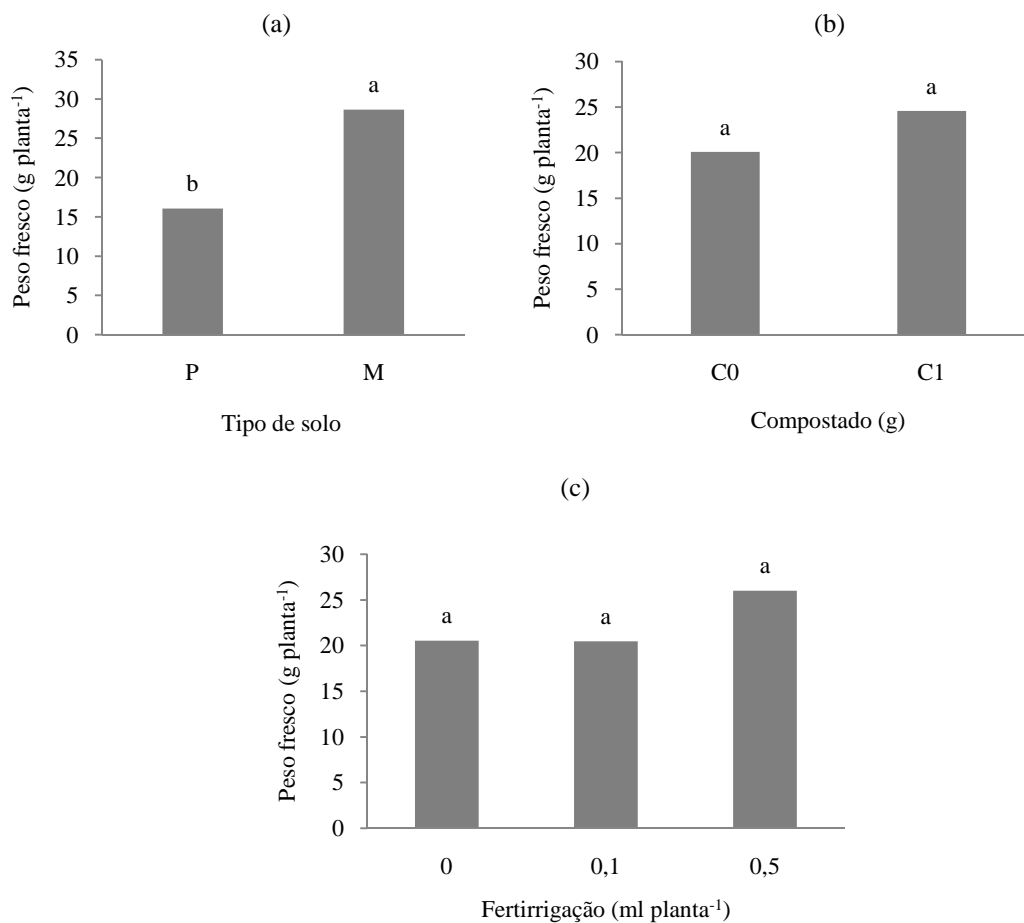 (a)
Peso fresco (g planta⁻¹)
35
30
25
20
15
10
5
0
b
a
P
M
Tipo de solo
(b)
Peso fresco (g planta⁻¹)
30
25
20
15
10
5
0
a
a
C0
C1
Compostado (g)
(c)
Peso fresco (g planta⁻¹)
30
25
20
15
10
5
0
a
a
a
0
0,1
0,5
Fertirrigação (ml planta⁻¹)